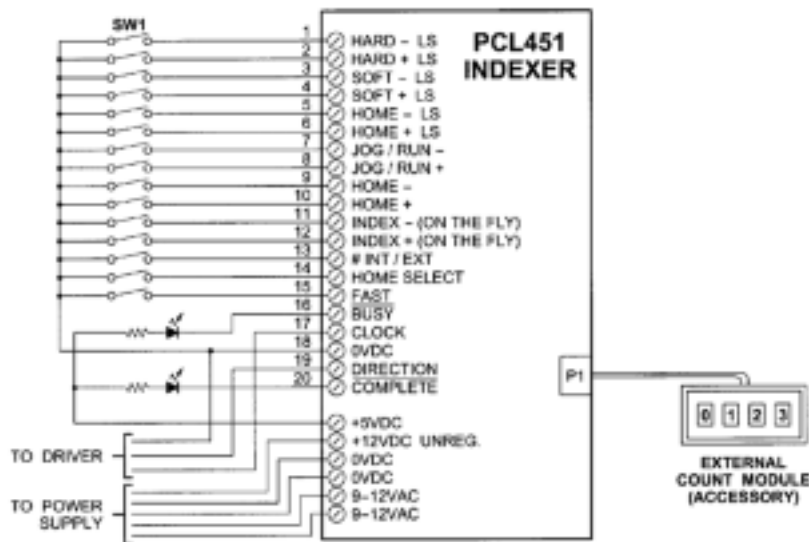 SW1
PCL451
INDEXER
1 HARD – LS
2 HARD + LS
3 SOFT – LS
4 SOFT + LS
5 HOME – LS
6 HOME + LS
7 JOG / RUN –
8 JOG / RUN +
9 HOME –
10 HOME +
11 INDEX – (ON THE FLY)
12 INDEX + (ON THE FLY)
13 # INT / EXT
14 HOME SELECT
15 FAST
16 BUSY
17 CLOCK
18 0VDC
19 DIRECTION
20 COMPLETE
+5VDC
+12VDC UNREG.
0VDC
0VDC
9–12VAC
9–12VAC
TO DRIVER
TO POWER
SUPPLY
P1
0 1 2 3
EXTERNAL
COUNT MODULE
(ACCESSORY)